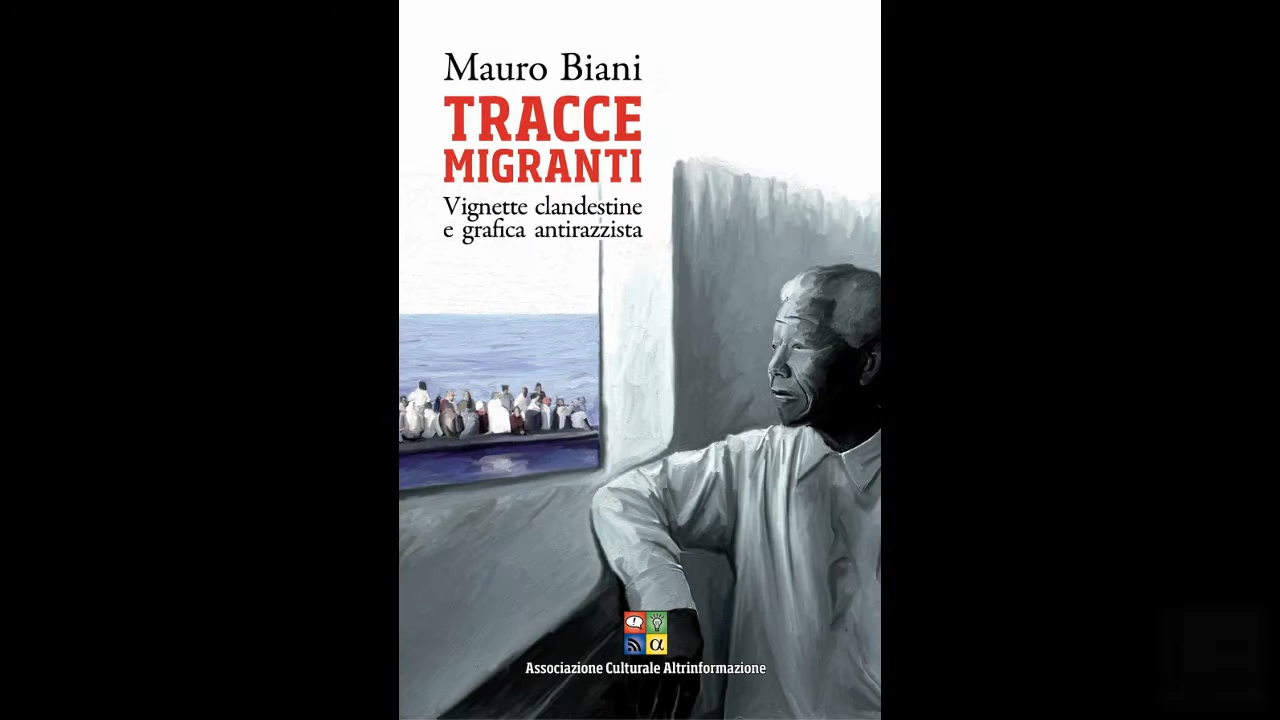 Mauro Biani
TRACCE
MIGRANTI
Vignette clandestine
e grafica antirazzista
!
α
Associazione Culturale Altrinformazione